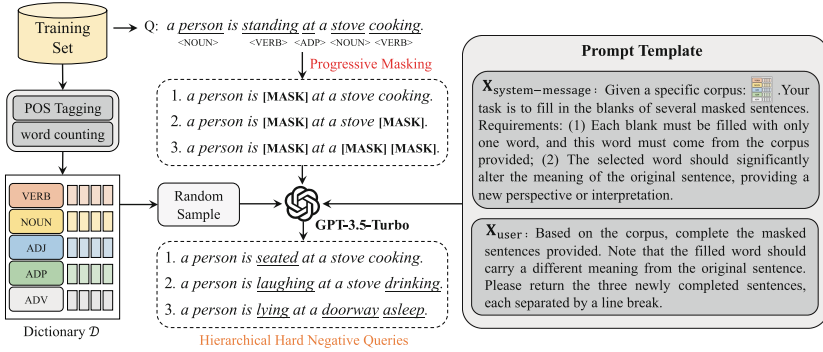 Training
Set
Q: a person is standing at a stove cooking.
<NOUN> <VERB> <ADP> <NOUN> <VERB>
Progressive Masking
1. a person is [MASK] at a stove cooking.
2. a person is [MASK] at a stove [MASK].
3. a person is [MASK] at a [MASK] [MASK].
POS Tagging
word counting
VERB
NOUN
ADJ
ADP
ADV
Dictionary 𝒟
Random
Sample
GPT-3.5-Turbo
1. a person is seated at a stove cooking.
2. a person is laughing at a stove drinking.
3. a person is lying at a doorway asleep.
Hierarchical Hard Negative Queries
Prompt Template
Xsystem-message: Given a specific corpus: .Your
task is to fill in the blanks of several masked sentences.
Requirements: (1) Each blank must be filled with only
one word, and this word must come from the corpus
provided; (2) The selected word should significantly
alter the meaning of the original sentence, providing a
new perspective or interpretation.
Xuser: Based on the corpus, complete the masked
sentences provided. Note that the filled word should
carry a different meaning from the original sentence.
Please return the three newly completed sentences,
each separated by a line break.